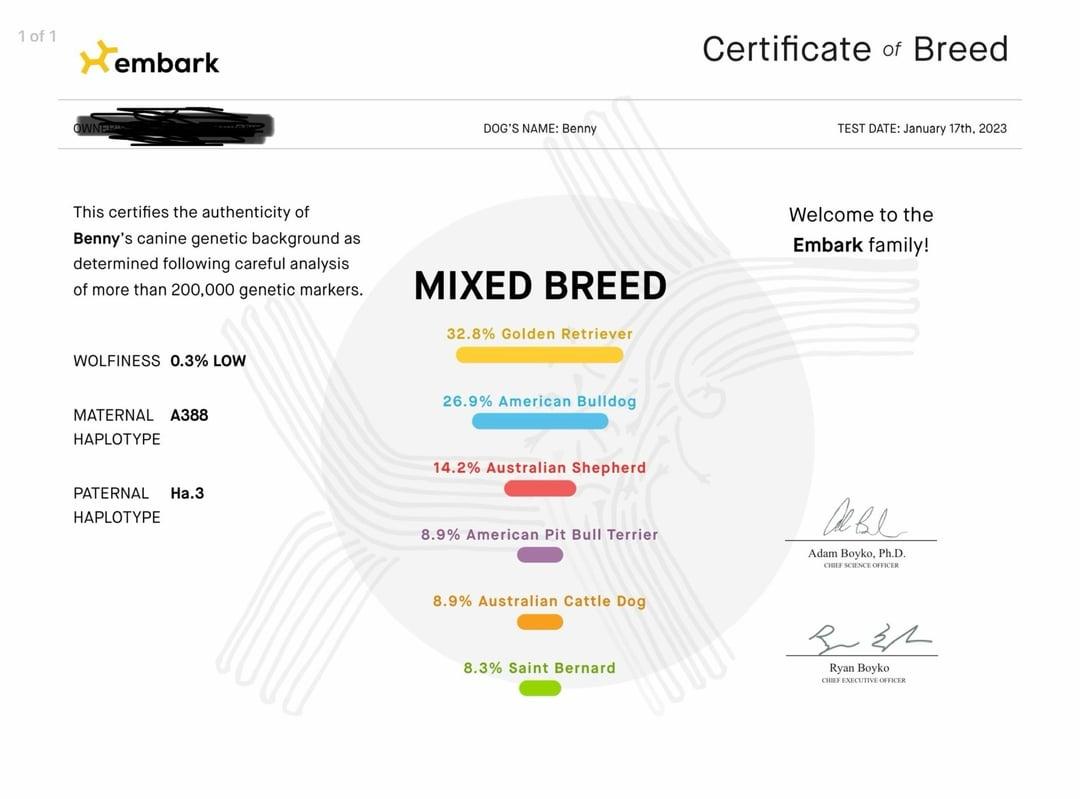 1 of 1
embark
Certificate of Breed
DOG'S NAME: Benny
TEST DATE: January 17th, 2023
This certifies the authenticity of
Benny's canine genetic background as
determined following careful analysis
of more than 200,000 genetic markers.
WOLFINESS 0.3% LOW
MATERNAL A388
HAPLOTYPE
PATERNAL Ha.3
HAPLOTYPE
MIXED BREED
32.8% Golden Retriever
26.9% American Bulldog
14.2% Australian Shepherd
8.9% American Pit Bull Terrier
8.9% Australian Cattle Dog
8.3% Saint Bernard
Welcome to the
Embark family!
Adam Boyko, Ph.D.
CHIEF SCIENCE OFFICER
Ryan Boyko
CHIEF EXECUTIVE OFFICER